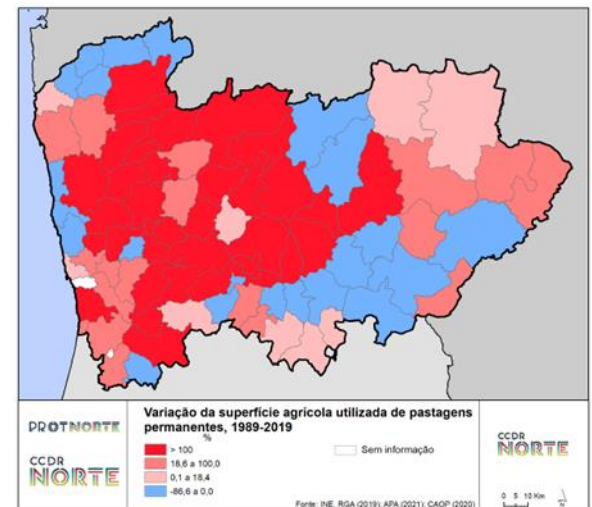 PROTNORTE
CCDR
NORTE
Variação da superfície agrícola utilizada de pastagens
permanentes, 1989-2019
%
> 100
18,6 a 100,0
0,1 a 18,4
-86,6 a 0,0
Sem informação
Fonte: INE, RGA (2019); APA (2021); CAOP (2020)
CCDR
NORTE
0 5 10 Km
N